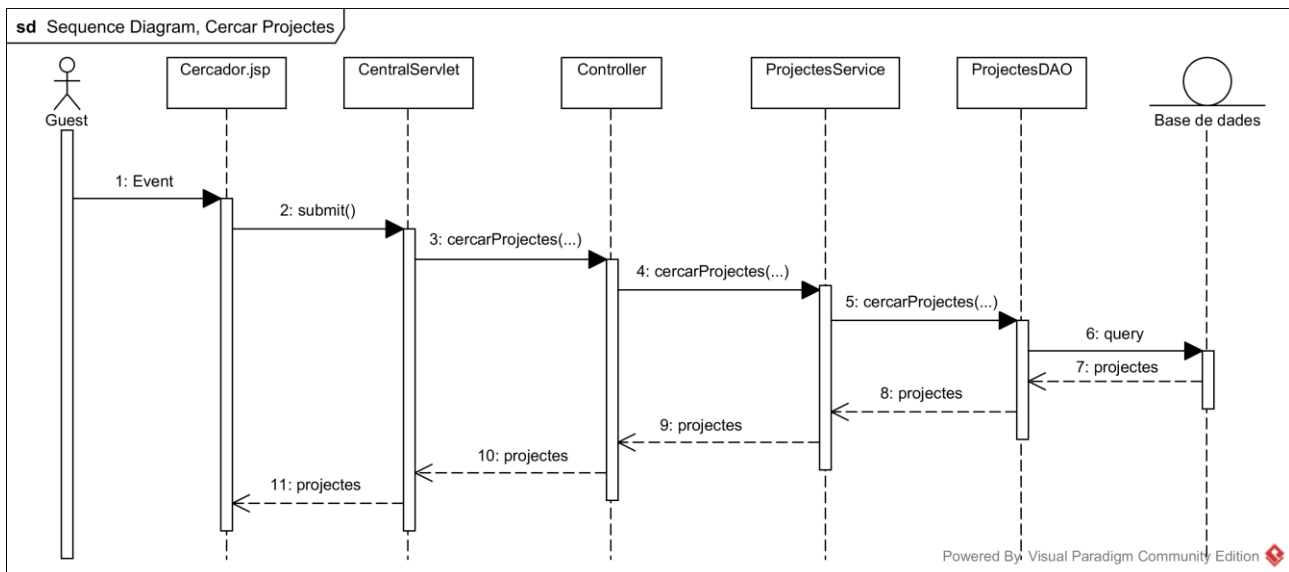 sd Sequence Diagram, Cercar Projectes
Guest
Cercador.jsp
CentralServlet
Controller
ProjectesService
ProjectesDAO
Base de dades
1: Event
2: submit()
3: cercarProjectes(...)
4: cercarProjectes(...)
5: cercarProjectes(...)
6: query
7: projectes
8: projectes
9: projectes
10: projectes
11: projectes
Powered By Visual Paradigm Community Edition